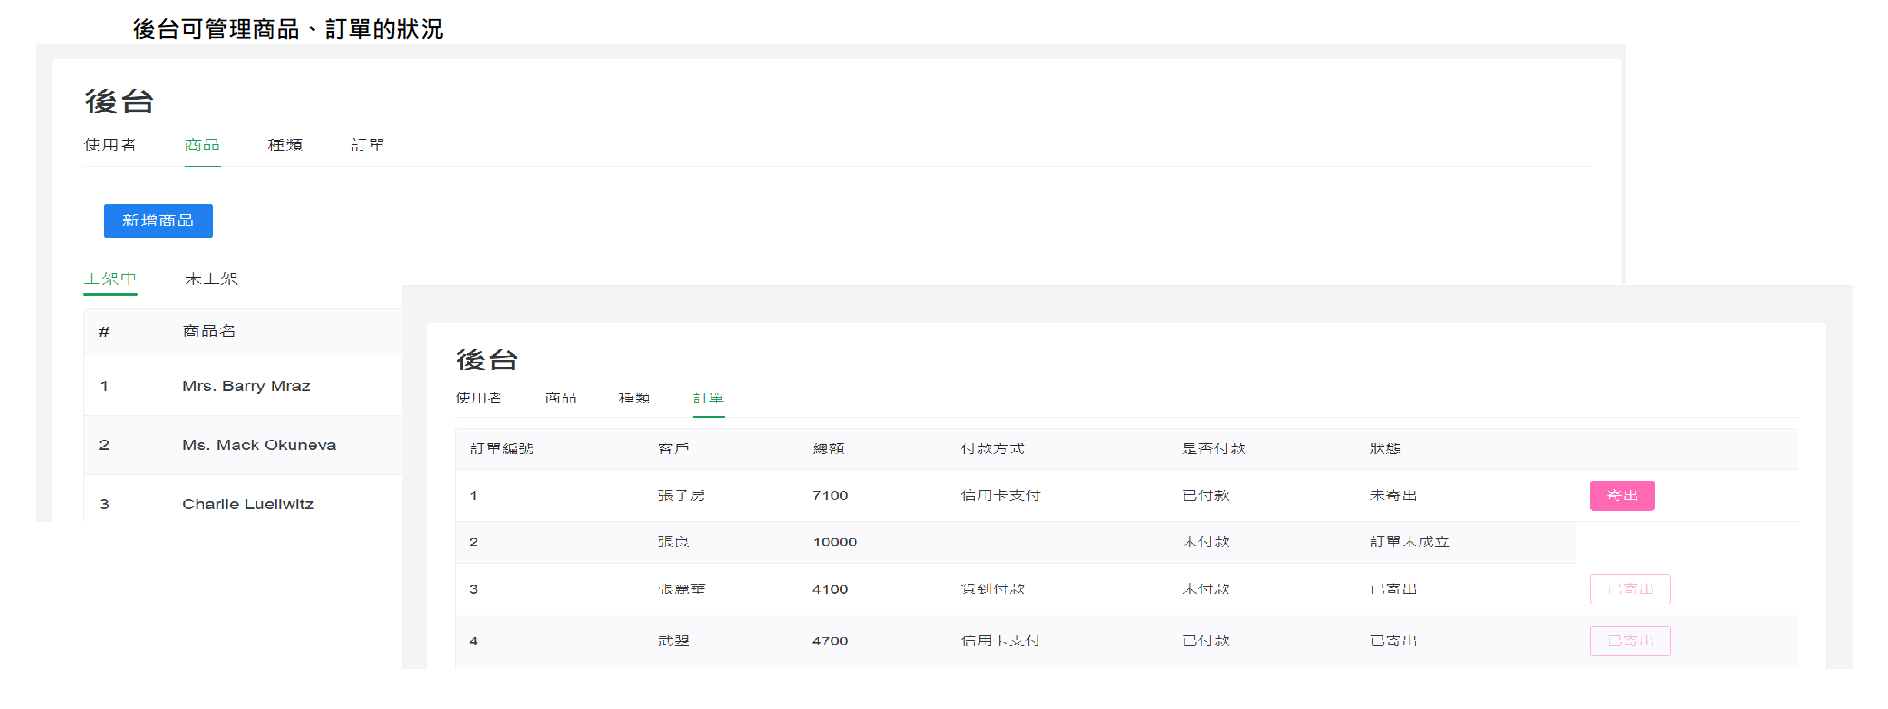 後台可管理商品、訂單的狀況
後台
使用者 商品 種類 訂單
新增商品
上架中 未上架
# 商品名
1 Mrs. Barry Mraz
2 Ms. Mack Okuneva
3 Charlie Lueilwitz
後台
使用者 商品 種類 訂單
訂單編號 客戶 總額 付款方式 是否付款 狀態
1 張子房 7100 信用卡支付 已付款 未寄出 寄出
2 張良 10000 未付款 訂單未成立
3 張麗華 4100 貨到付款 未付款 已寄出 已寄出
4 武曌 4700 信用卡支付 已付款 已寄出 已寄出